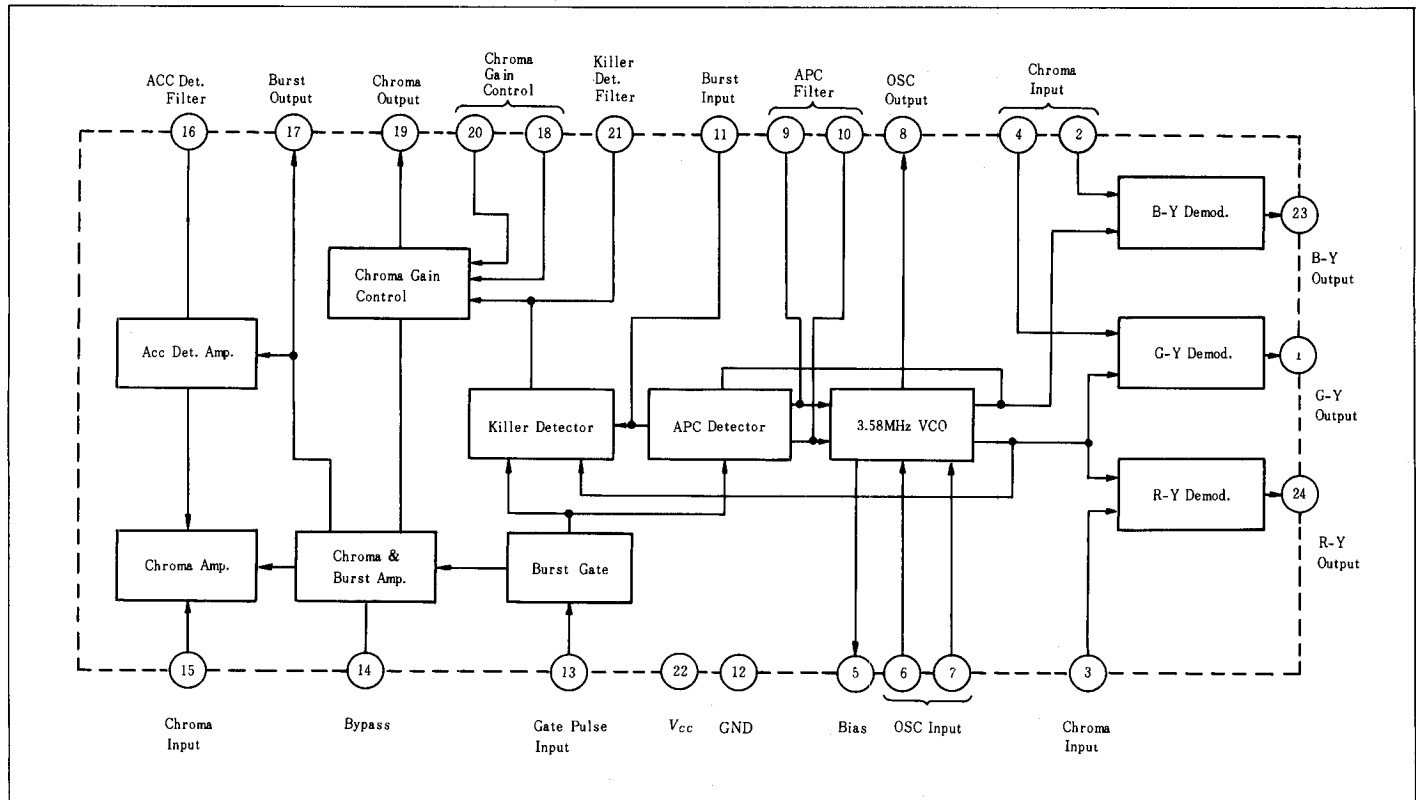 ACC Det.
Filter
Burst
Output
Chroma
Output
Chroma
Gain
Control
Killer
Det.
Filter
Burst
Input
APC
Filter
OSC
Output
Chroma
Input
16
17
19
20
18
21
11
9
10
8
4
2
B-Y Demod.
23
B-Y
Output
Chroma Gain
Control
Acc Det. Amp.
G-Y Demod.
1
G-Y
Output
Killer Detector
APC Detector
3.58MHz VCO
R-Y Demod.
24
R-Y
Output
Chroma Amp.
Chroma &
Burst Amp.
Burst Gate
15
14
13
22
12
5
6
7
3
Chroma
Input
Bypass
Gate Pulse
Input
Vcc
GND
Bias
OSC Input
Chroma
Input